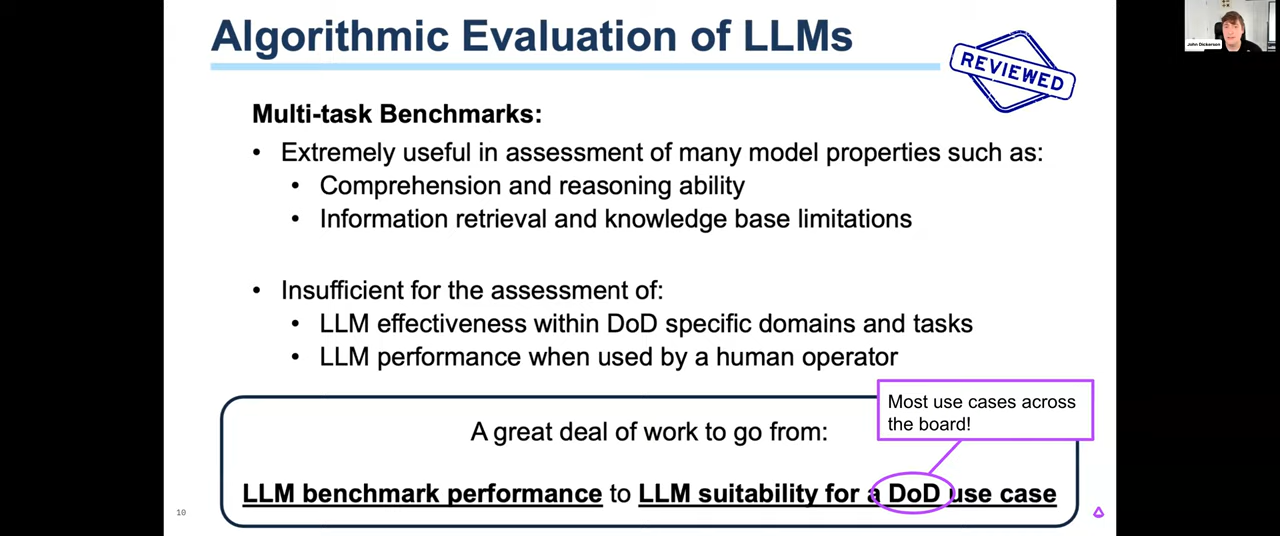 Algorithmic Evaluation of LLMs
REVIEWED
John Dickerson
Multi-task Benchmarks:
• Extremely useful in assessment of many model properties such as:
• Comprehension and reasoning ability
• Information retrieval and knowledge base limitations
• Insufficient for the assessment of:
• LLM effectiveness within DoD specific domains and tasks
• LLM performance when used by a human operator
Most use cases across
the board!
A great deal of work to go from:
LLM benchmark performance to LLM suitability for a DoD use case
10